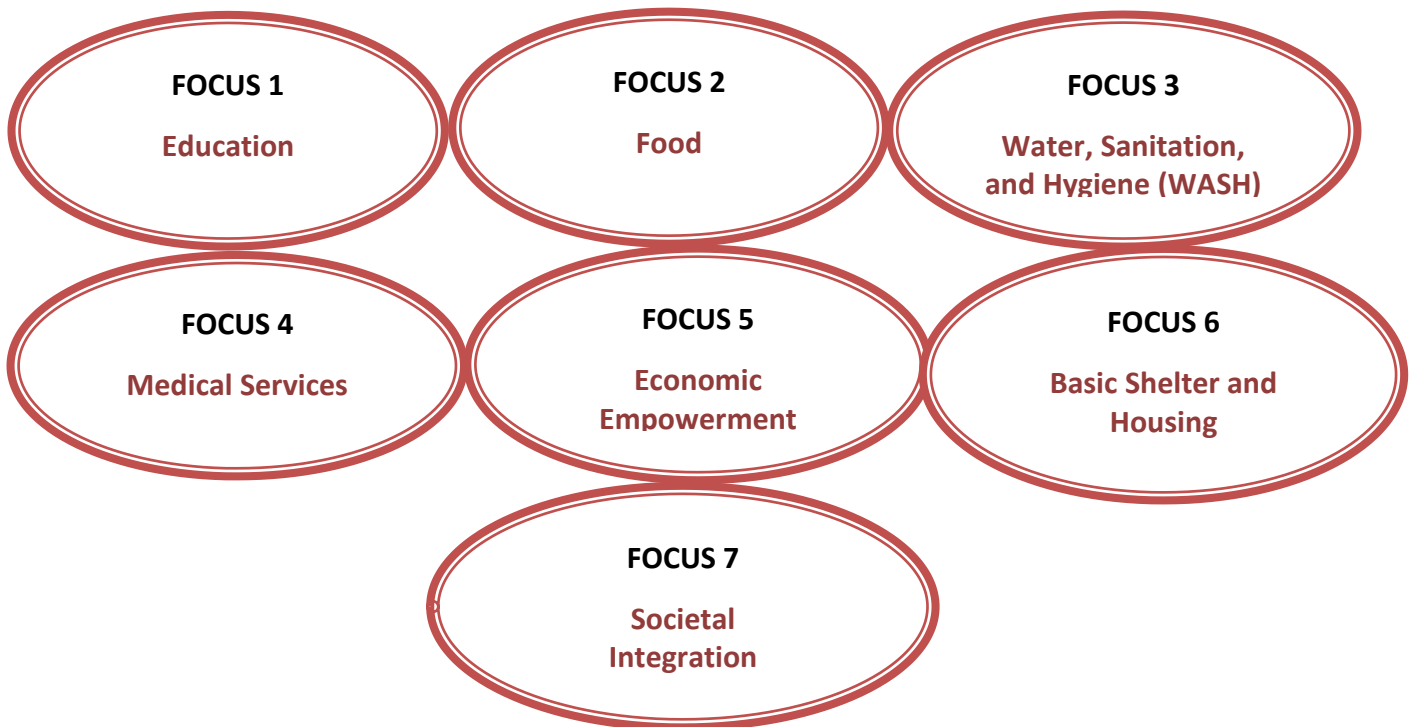 FOCUS 1
Education
FOCUS 2
Food
FOCUS 3
Water, Sanitation,
and Hygiene (WASH)
FOCUS 4
Medical Services
FOCUS 5
Economic
Empowerment
FOCUS 6
Basic Shelter and
Housing
FOCUS 7
Societal
Integration